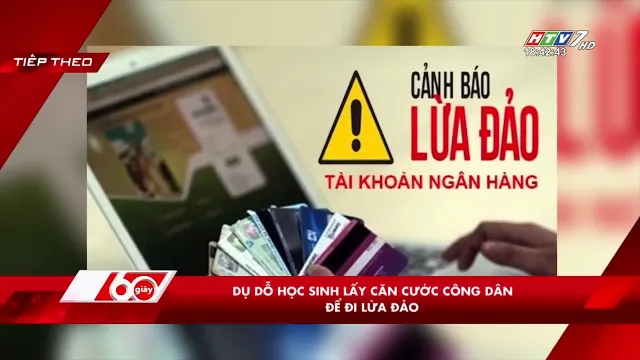 TIẾP THEO
HTV7 HD
18:42:43
CẢNH BÁO
LỪA ĐẢO
TÀI KHOẢN NGÂN HÀNG
60 giây
DỤ DỖ HỌC SINH LẤY CĂN CƯỚC CÔNG DÂN
ĐỂ ĐI LỪA ĐẢO